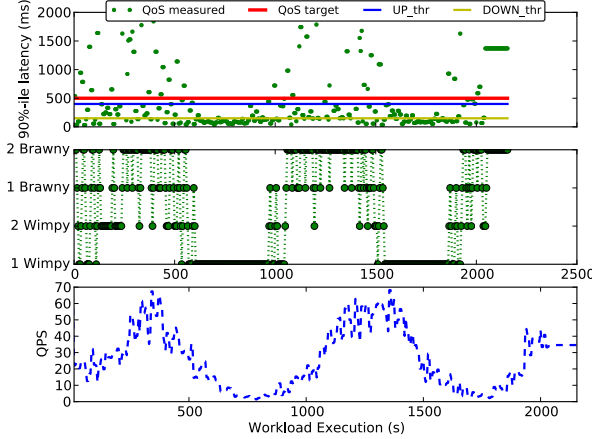 QoS measured QoS target UP_thr DOWN_thr
2000
1500
1000
500
0
90%-ile latency (ms)
2 Brawny
1 Brawny
2 Wimpy
1 Wimpy
0 500 1000 1500 2000 2500
70
60
50
40
30
20
10
0
QPS
500 1000 1500 2000
Workload Execution (s)